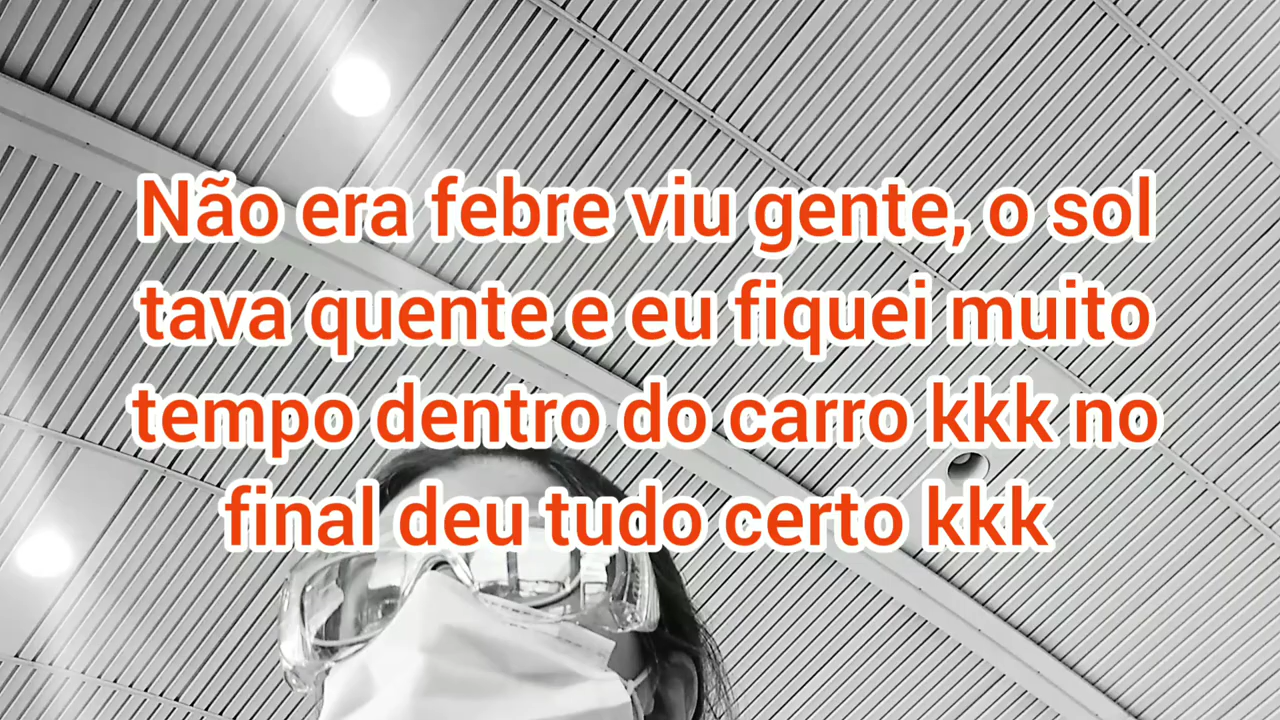 Não era febre viu gente, o sol
tava quente e eu fiquei muito
tempo dentro do carro kkk no
final deu tudo certo kkk